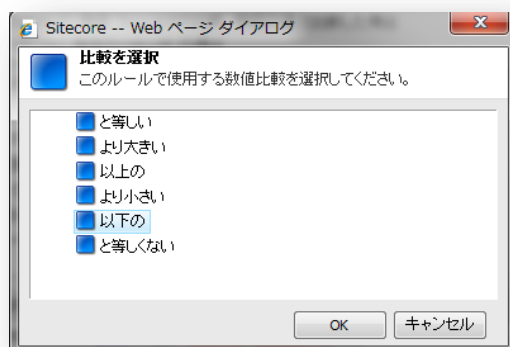 Sitecore -- Web ページ ダイアログ
比較を選択
このルールで使用する数値比較を選択してください。
と等しい
より大きい
以上の
より小さい
以下の
と等しくない
OK
キャンセル